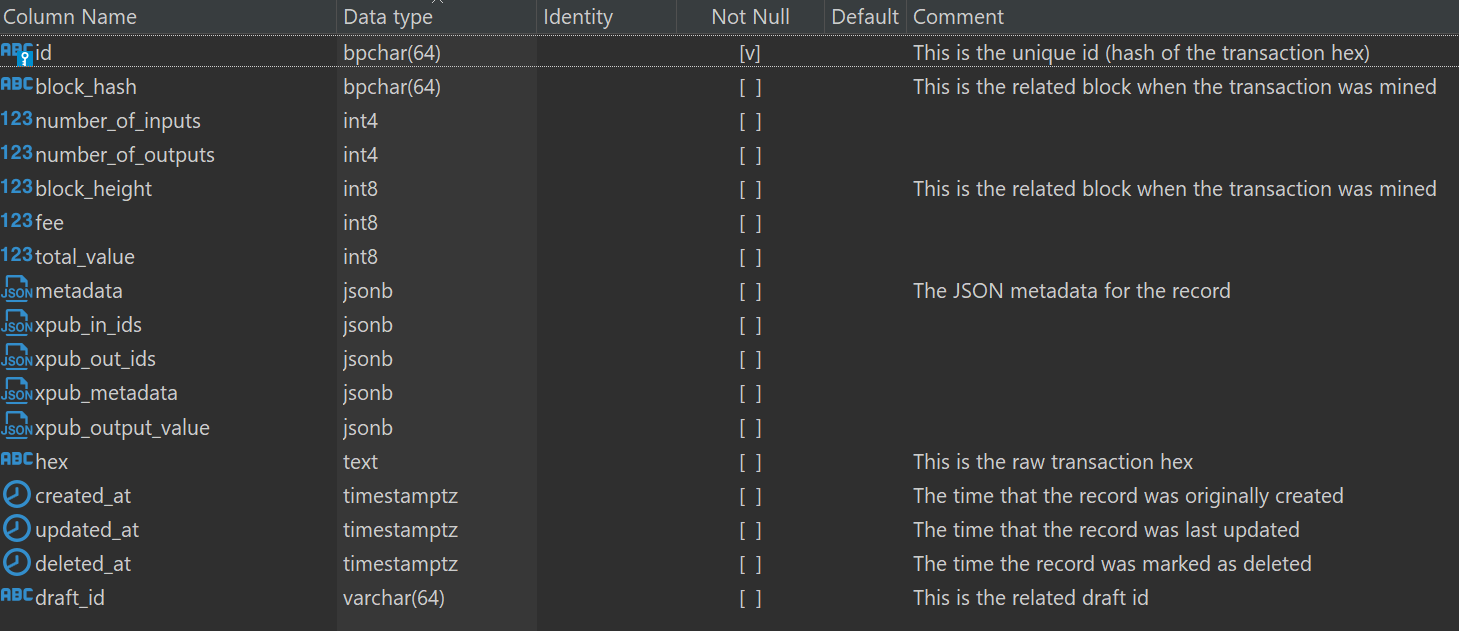 Column Name Data type Identity Not Null Default Comment
ABC id bpchar(64) [v] This is the unique id (hash of the transaction hex)
ABC block_hash bpchar(64) [ ] This is the related block when the transaction was mined
123 number_of_inputs int4 [ ]
123 number_of_outputs int4 [ ]
123 block_height int8 [ ] This is the related block when the transaction was mined
123 fee int8 [ ]
123 total_value int8 [ ]
JSON metadata jsonb [ ] The JSON metadata for the record
JSON xpub_in_ids jsonb [ ]
JSON xpub_out_ids jsonb [ ]
JSON xpub_metadata jsonb [ ]
JSON xpub_output_value jsonb [ ]
ABC hex text [ ] This is the raw transaction hex
created_at timestamptz [ ] The time that the record was originally created
updated_at timestamptz [ ] The time that the record was last updated
deleted_at timestamptz [ ] The time the record was marked as deleted
ABC draft_id varchar(64) [ ] This is the related draft id